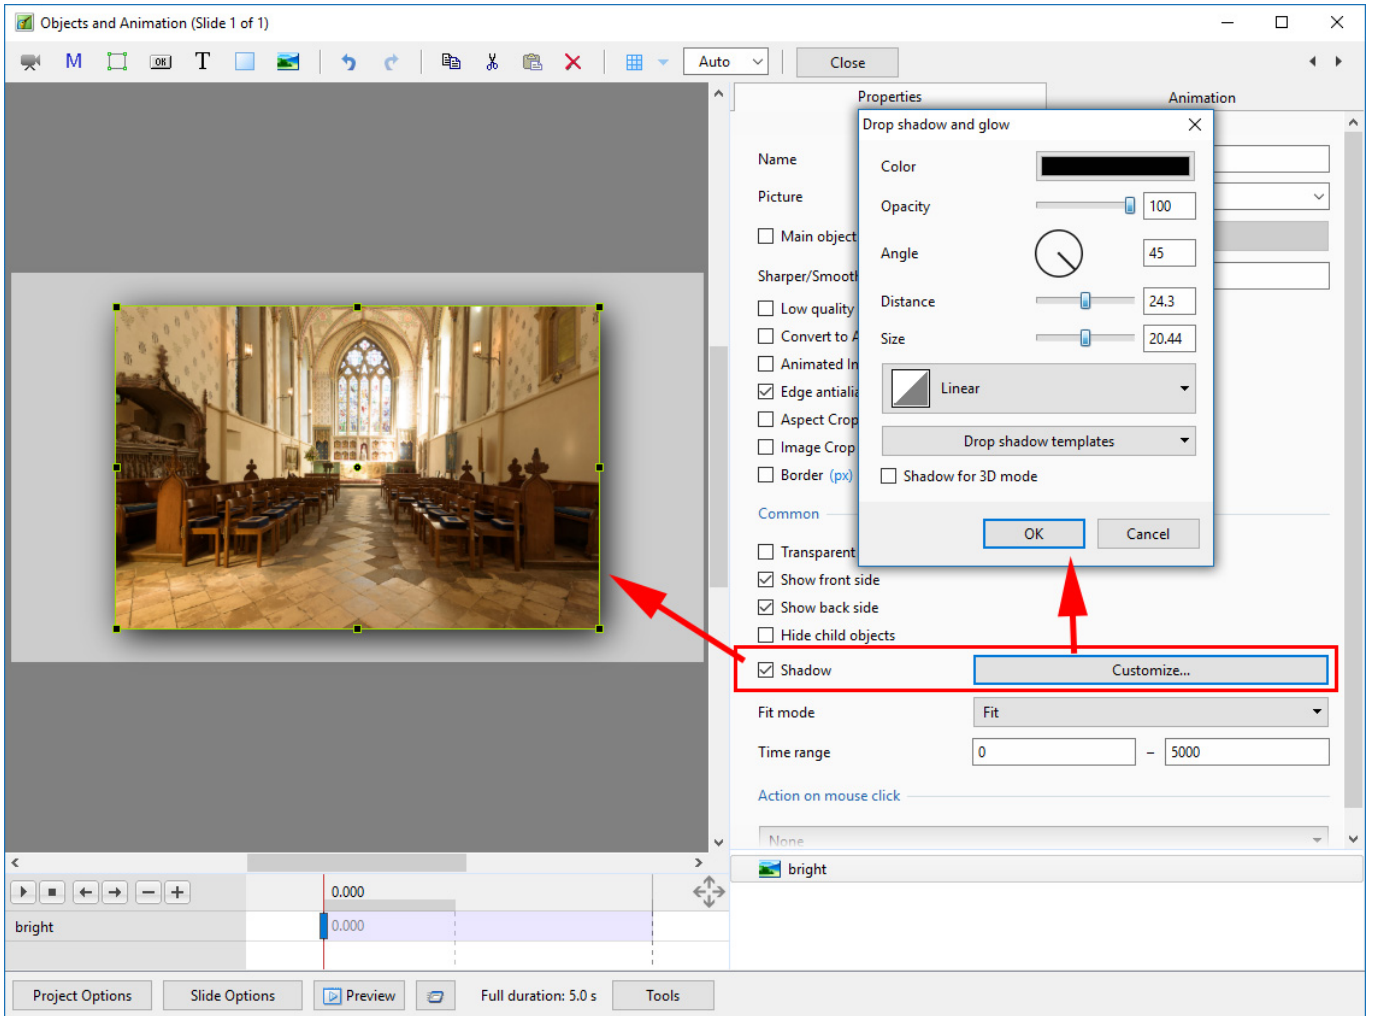 Objects and Animation (Slide 1 of 1)
M OK T Auto Close
Properties Animation
Drop shadow and glow
Name
Color
Picture
Opacity 100
Main object
Angle 45
Sharper/Smooth
Distance 24.3
Low quality
Convert to A
Size 20.44
Animated In
Edge antialia
Linear
Aspect Crop
Image Crop
Drop shadow templates
Border (px)
Shadow for 3D mode
Common
OK Cancel
Transparent
Show front side
Show back side
Hide child objects
Shadow Customize...
Fit mode Fit
Time range 0 – 5000
Action on mouse click
None
bright
0.000
bright 0.000
Project Options Slide Options Preview Full duration: 5.0 s Tools